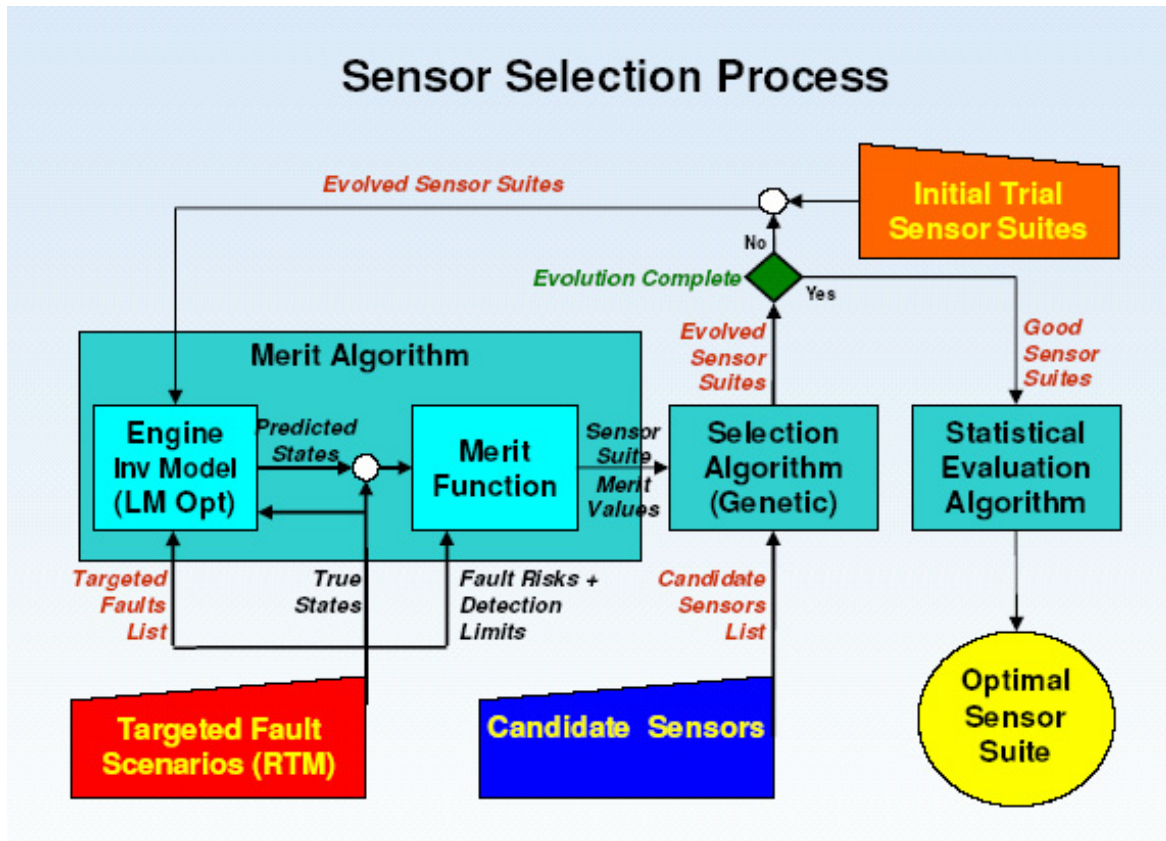 Sensor Selection Process
Evolved Sensor Suites
Initial Trial
Sensor Suites
No
Evolution Complete
Yes
Merit Algorithm
Evolved
Sensor
Suites
Good
Sensor
Suites
Engine
Inv Model
(LM Opt)
Predicted
States
Merit
Function
Sensor
Suite
Merit
Values
Selection
Algorithm
(Genetic)
Statistical
Evaluation
Algorithm
Targeted
Faults
List
True
States
Fault Risks +
Detection
Limits
Candidate
Sensors
List
Targeted Fault
Scenarios (RTM)
Candidate Sensors
Optimal
Sensor
Suite